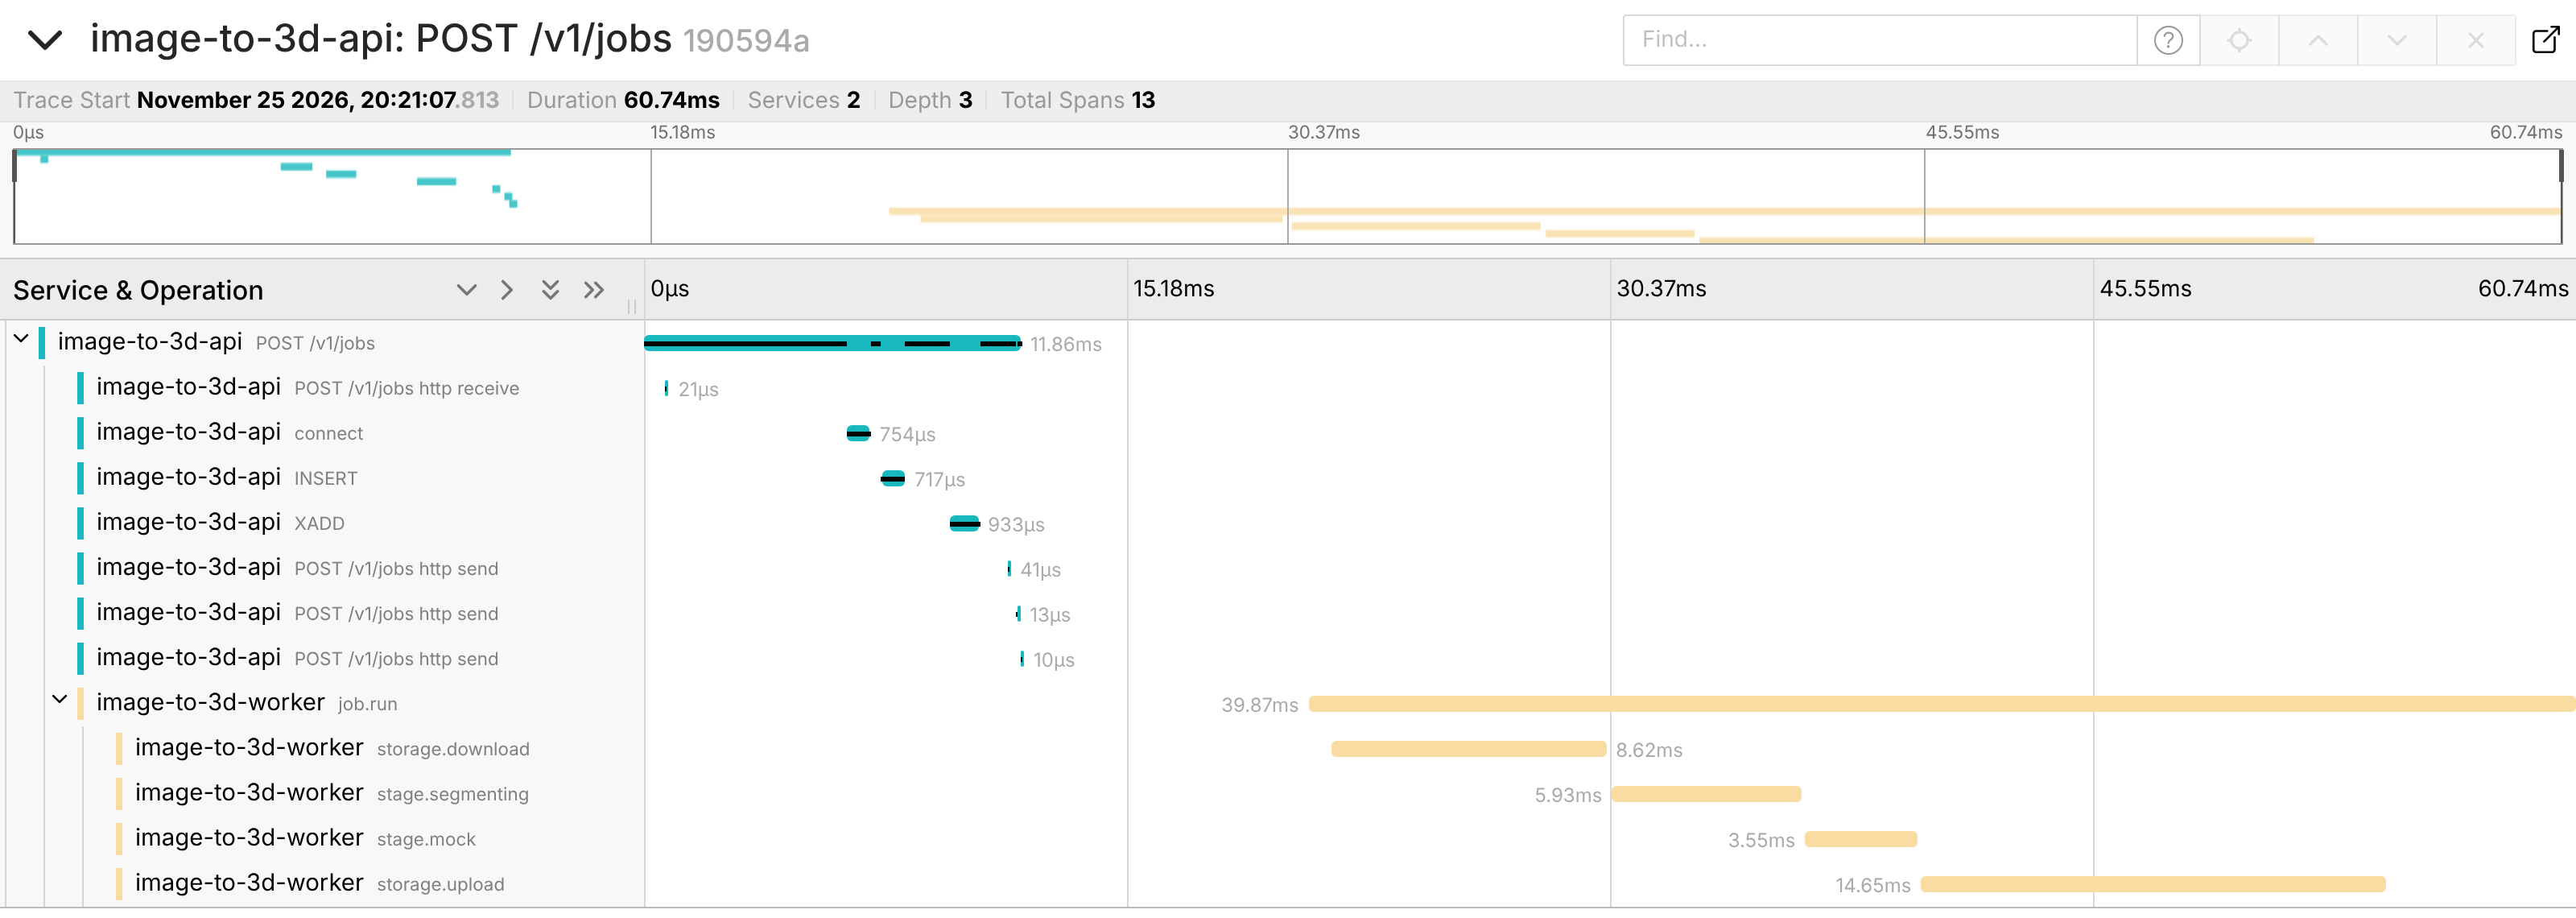 image-to-3d-api: POST /v1/jobs 190594a
Find...
Trace Start November 25 2026, 20:21:07.813 Duration 60.74ms Services 2 Depth 3 Total Spans 13
0μs 15.18ms 30.37ms 45.55ms 60.74ms
Service & Operation 0μs 15.18ms 30.37ms 45.55ms 60.74ms
image-to-3d-api POST /v1/jobs 11.86ms
image-to-3d-api POST /v1/jobs http receive 21μs
image-to-3d-api connect 754μs
image-to-3d-api INSERT 717μs
image-to-3d-api XADD 933μs
image-to-3d-api POST /v1/jobs http send 41μs
image-to-3d-api POST /v1/jobs http send 13μs
image-to-3d-api POST /v1/jobs http send 10μs
image-to-3d-worker job.run 39.87ms
image-to-3d-worker storage.download 8.62ms
image-to-3d-worker stage.segmenting 5.93ms
image-to-3d-worker stage.mock 3.55ms
image-to-3d-worker storage.upload 14.65ms